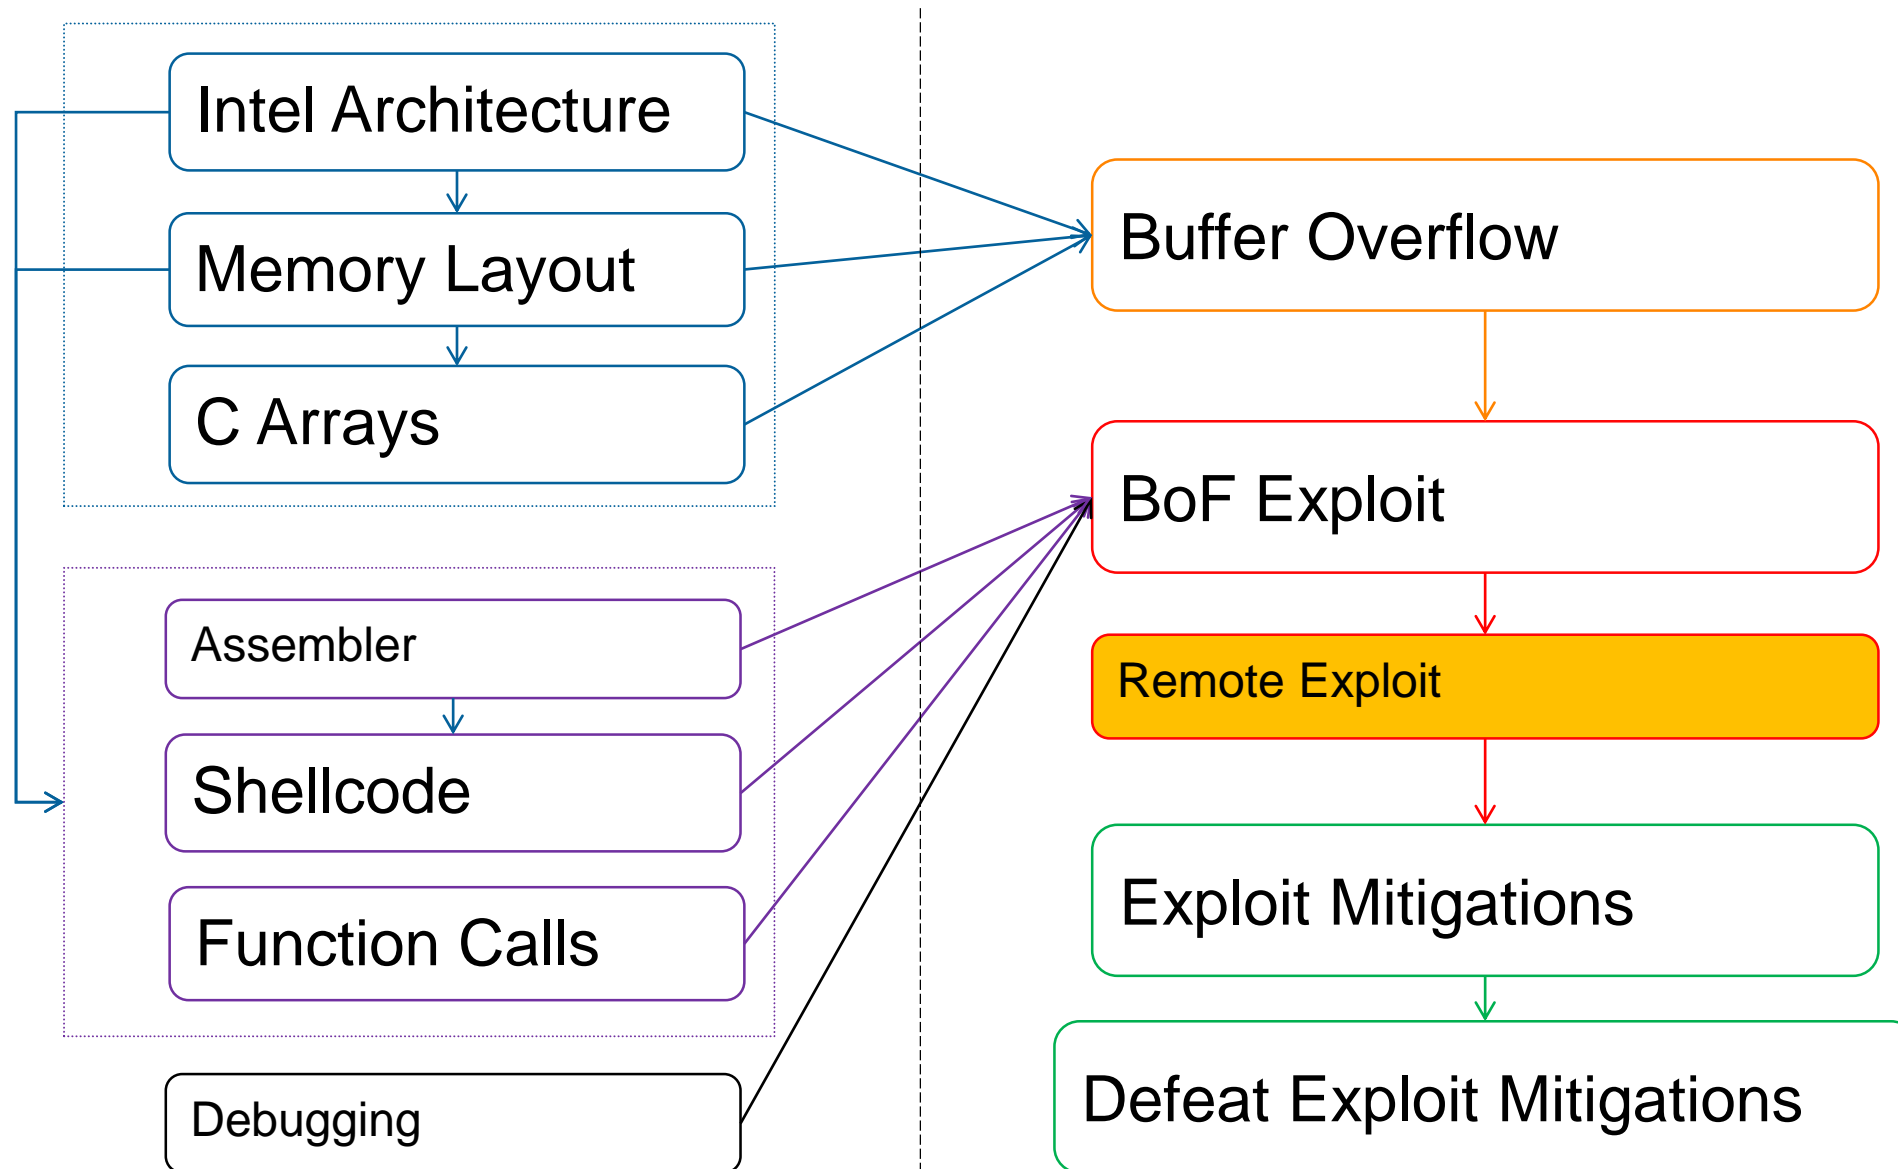 Intel Architecture
Memory Layout
C Arrays
Assembler
Shellcode
Function Calls
Debugging
Buffer Overflow
BoF Exploit
Remote Exploit
Exploit Mitigations
Defeat Exploit Mitigations